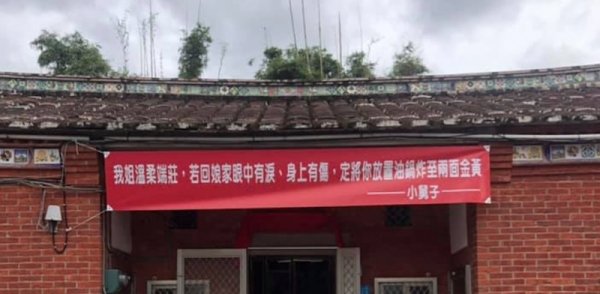 我姐溫柔端莊，若回娘家眼中有淚、身上有傷，定將你放置油鍋炸至兩面金黃
——小舅子——